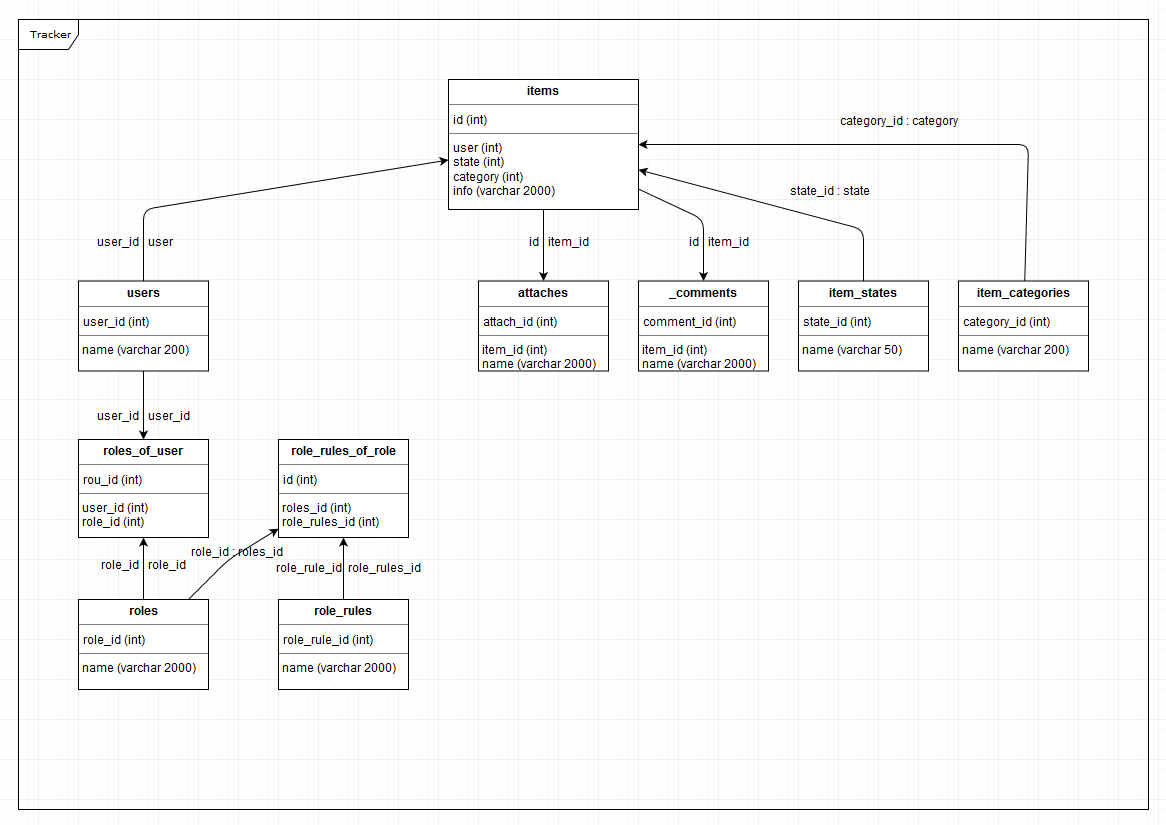 Tracker
items
id (int)
user (int)
state (int)
category (int)
info (varchar 2000)
category_id : category
state_id : state
user_id : user
id : item_id
id : item_id
users
user_id (int)
name (varchar 200)
attaches
attach_id (int)
item_id (int)
name (varchar 2000)
_comments
comment_id (int)
item_id (int)
name (varchar 2000)
item_states
state_id (int)
name (varchar 50)
item_categories
category_id (int)
name (varchar 200)
user_id : user_id
roles_of_user
rou_id (int)
user_id (int)
role_id (int)
role_rules_of_role
id (int)
roles_id (int)
role_rules_id (int)
role_id : roles_id
role_id : role_id
role_rule_id : role_rules_id
roles
role_id (int)
name (varchar 2000)
role_rules
role_rule_id (int)
name (varchar 2000)